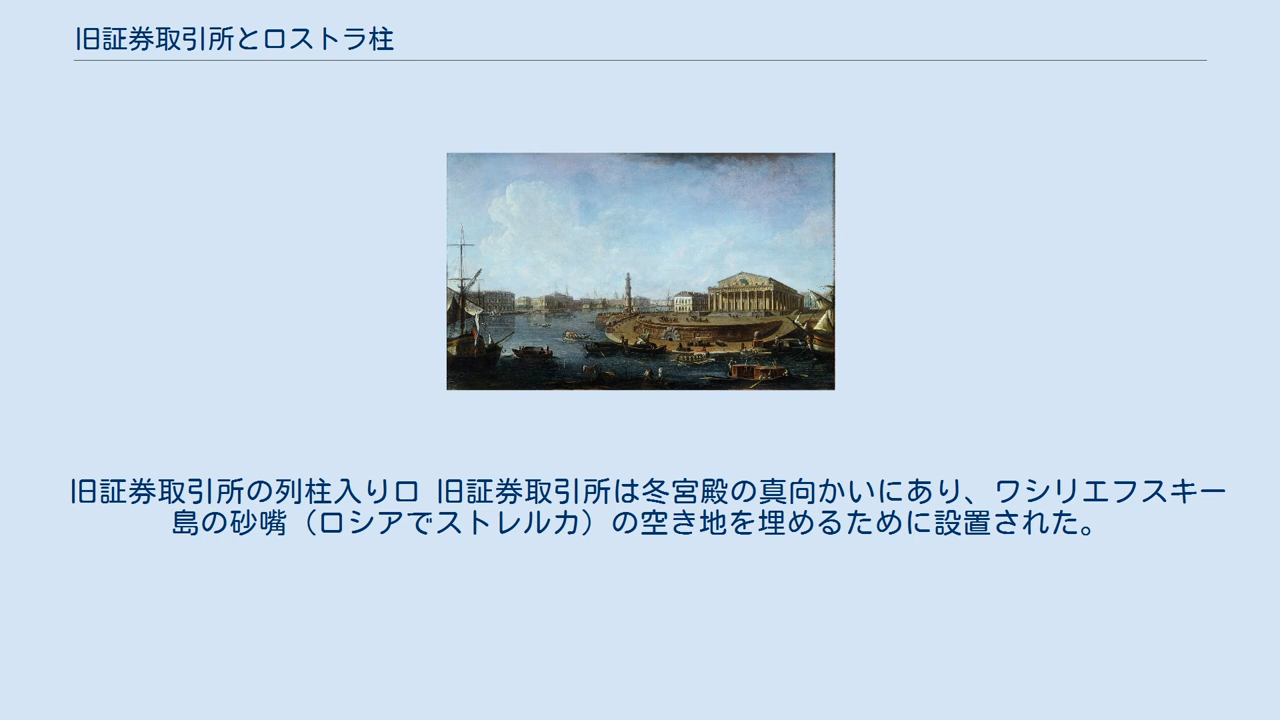 旧証券取引所とロストラ柱
旧証券取引所の列柱入り口 旧証券取引所は冬宮殿の真向かいにあり、ワシリエフスキー
島の砂嘴（ロシアでストレルカ）の空き地を埋めるために設置された。